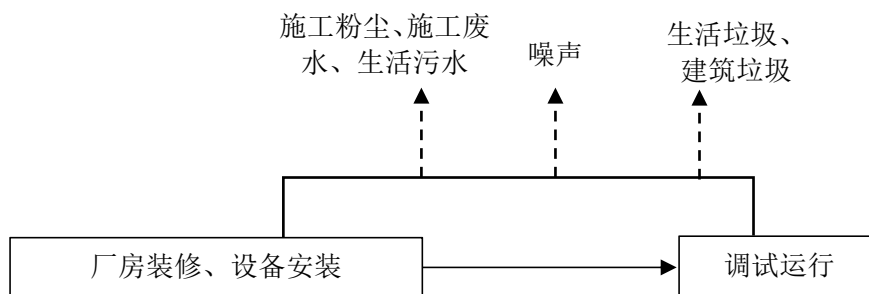 施工粉尘、施工废
水、生活污水
噪声
生活垃圾、
建筑垃圾
厂房装修、设备安装
调试运行